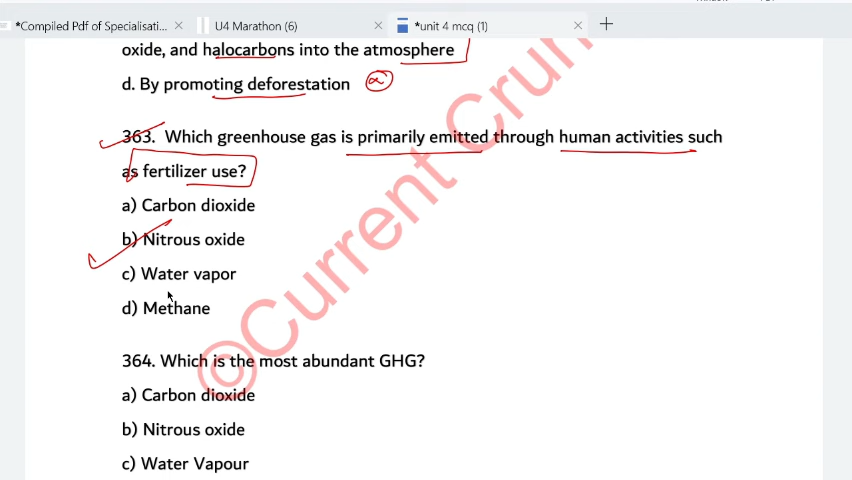 *Compiled Pdf of Specialisati... × U4 Marathon (6) × *unit 4 mcq (1) × +
oxide, and halocarbons into the atmosphere
d. By promoting deforestation
363. Which greenhouse gas is primarily emitted through human activities such
as fertilizer use?
a) Carbon dioxide
b) Nitrous oxide
c) Water vapor
d) Methane
364. Which is the most abundant GHG?
a) Carbon dioxide
b) Nitrous oxide
c) Water Vapour
©Current Crun